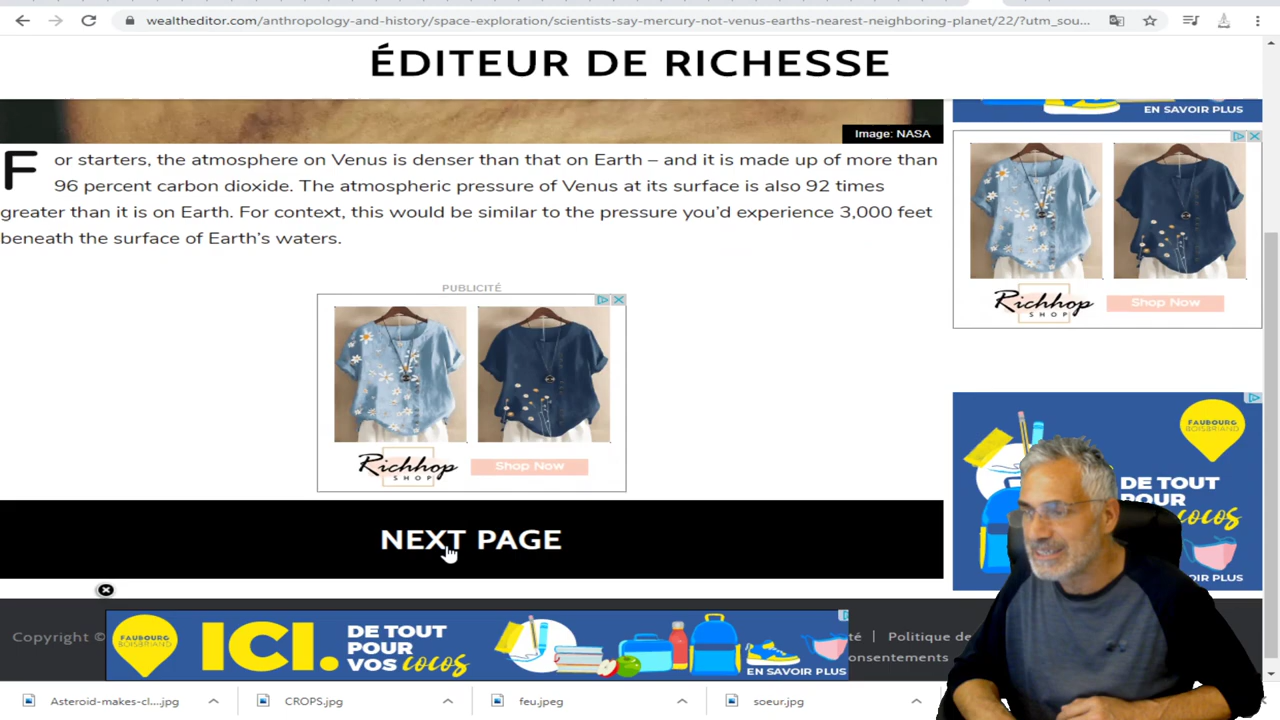 wealtheditor.com/anthropology-and-history/space-exploration/scientists-say-mercury-not-venus-earths-nearest-neighboring-planet/22/?utm_sou...
ÉDITEUR DE RICHESSE
EN SAVOIR PLUS
Image: NASA
For starters, the atmosphere on Venus is denser than that on Earth – and it is made up of more than
96 percent carbon dioxide. The atmospheric pressure of Venus at its surface is also 92 times
greater than it is on Earth. For context, this would be similar to the pressure you'd experience 3,000 feet
beneath the surface of Earth's waters.
Richhop
SHOP
Shop Now
PUBLICITÉ
Richhop
SHOP
Shop Now
FAUBOURG
BOISBRIAND
DE TOUT
POUR
cocos
SAVOIR PLUS
NEXT PAGE
Copyright ©
FAUBOURG
BOISBRIAND
ICI.
DE TOUT
POUR
VOS cocos
EN SAVOIR PLUS
té | Politique de
onsentements
Asteroid-makes-cl....jpg
CROPS.jpg
feu.jpeg
soeur.jpg